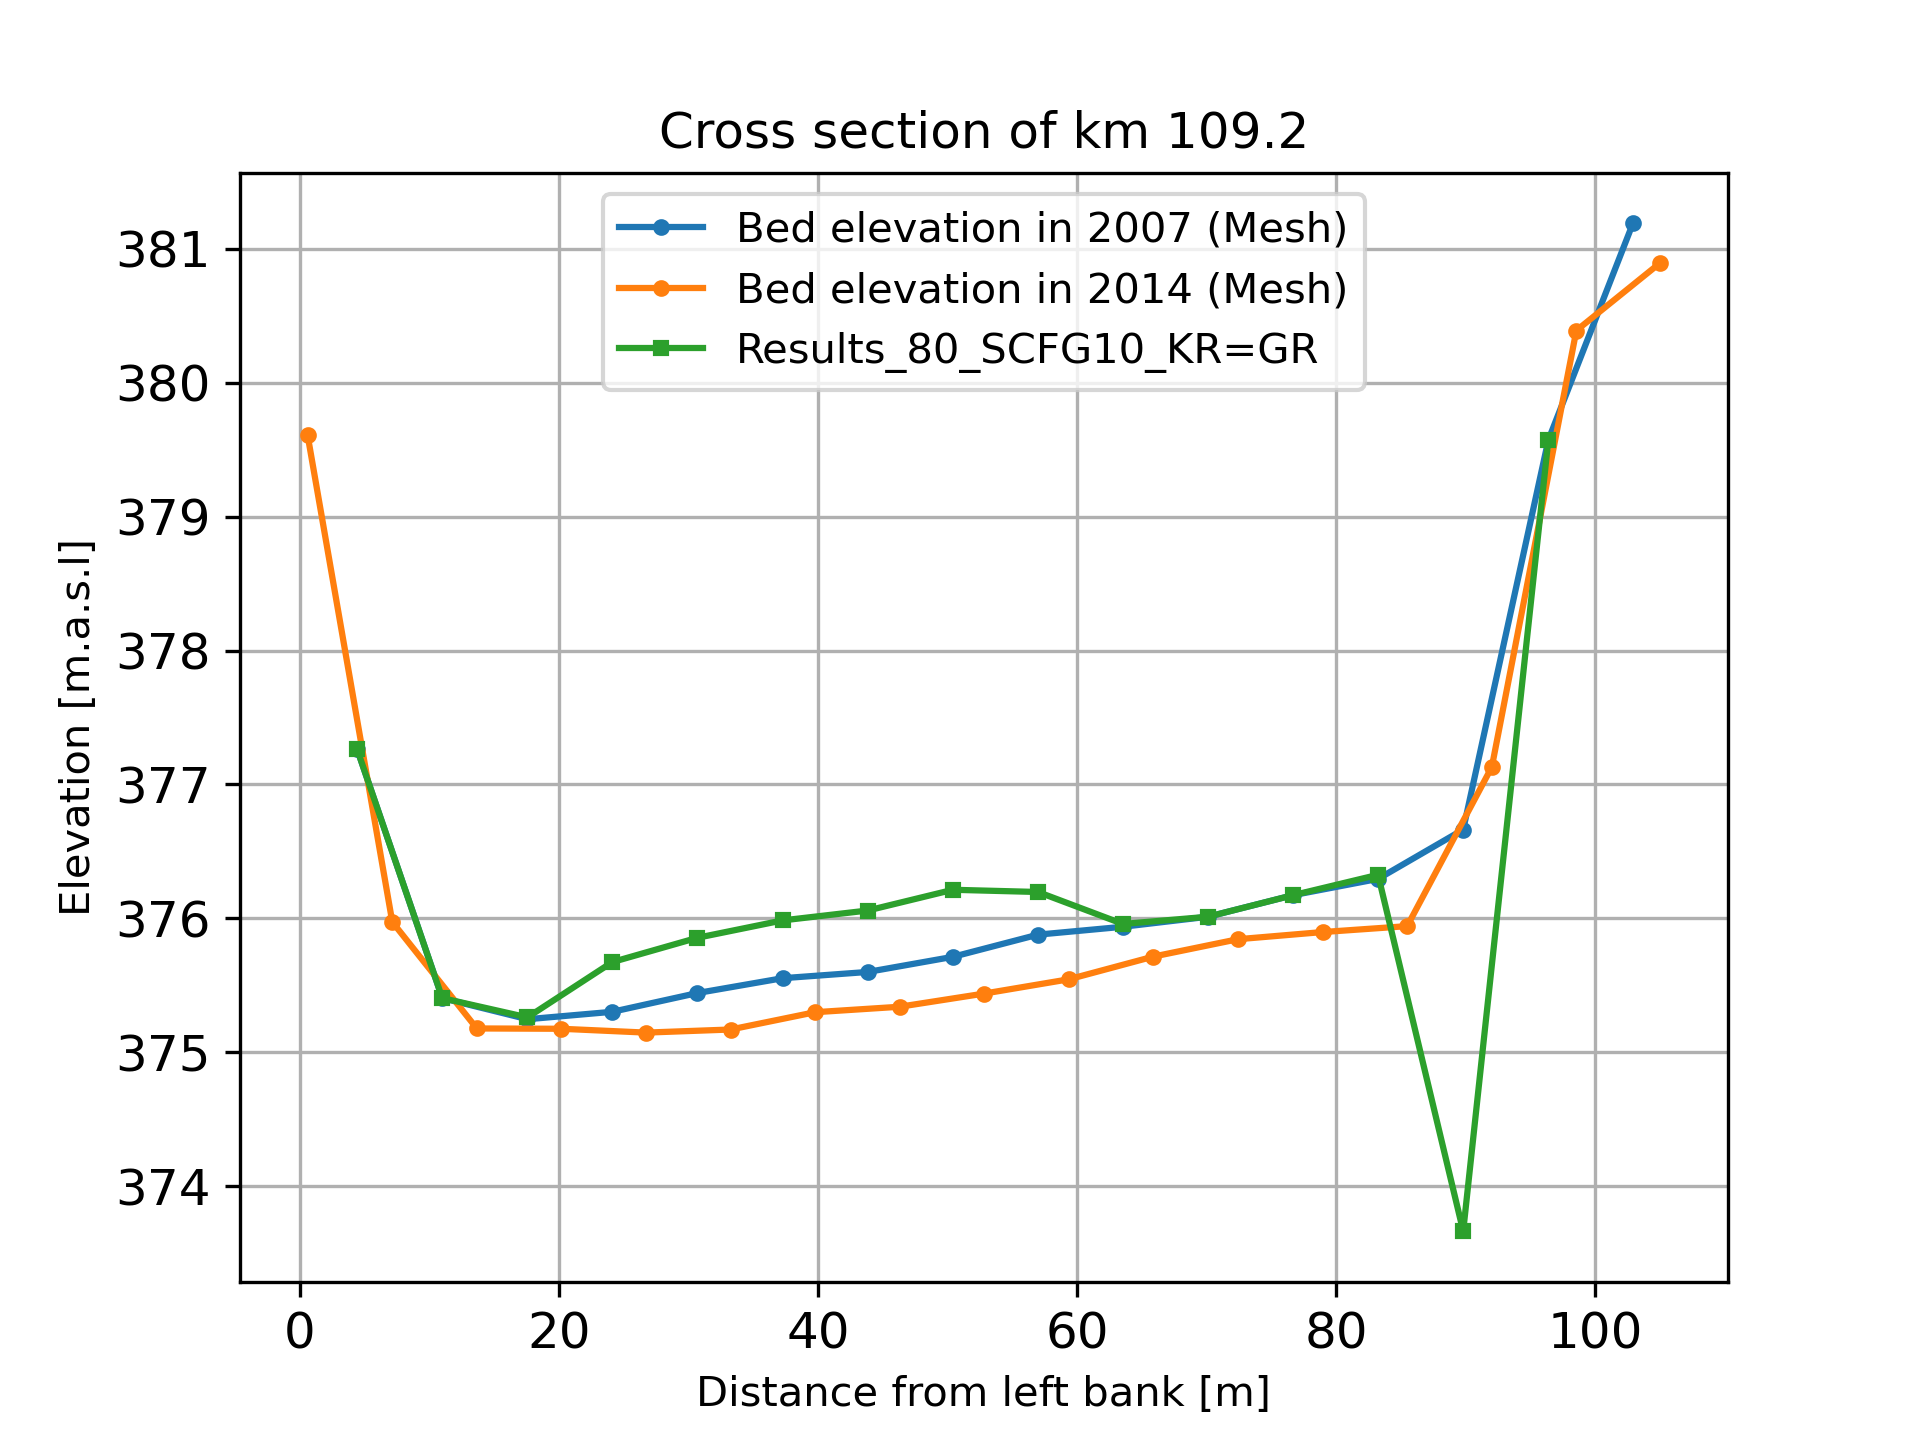 Cross section of km 109.2
Bed elevation in 2007 (Mesh)
Bed elevation in 2014 (Mesh)
Results_80_SCFG10_KR=GR
381
380
379
378
377
376
375
374
Elevation [m.a.s.l]
0 20 40 60 80 100
Distance from left bank [m]